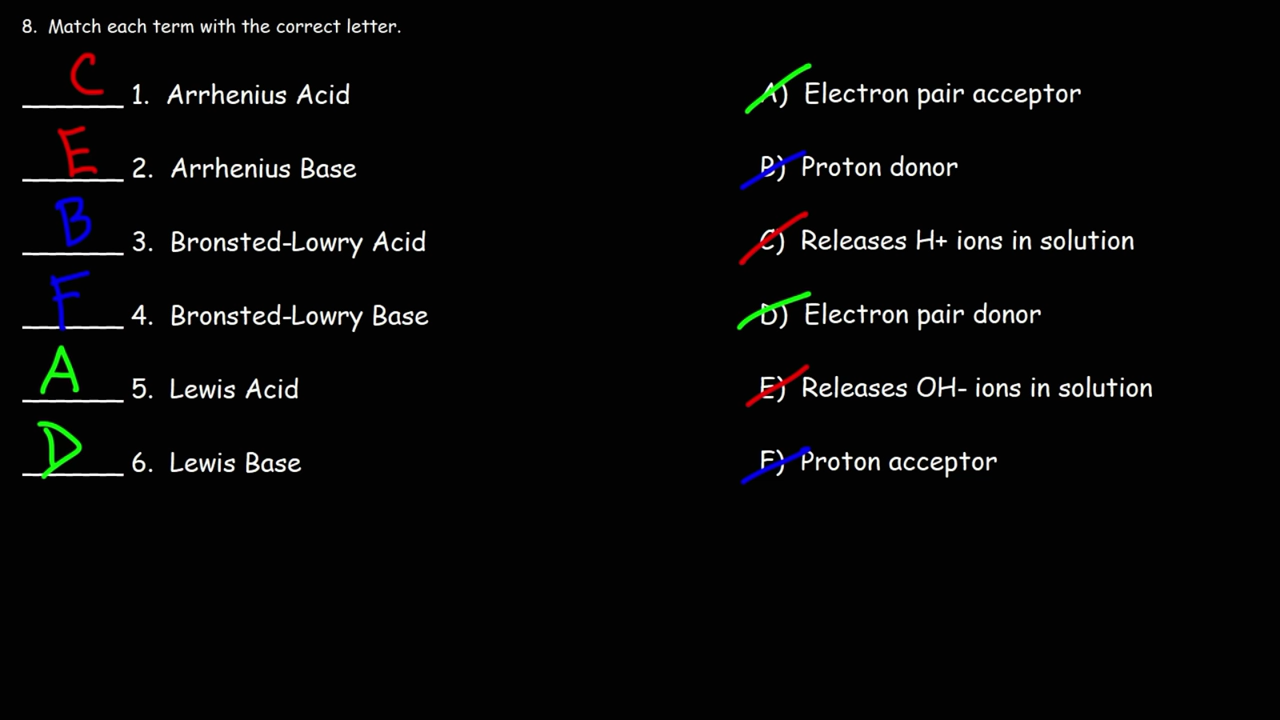 8. Match each term with the correct letter.
C 1. Arrhenius Acid A) Electron pair acceptor
E 2. Arrhenius Base B) Proton donor
B 3. Bronsted-Lowry Acid C) Releases H+ ions in solution
F 4. Bronsted-Lowry Base D) Electron pair donor
A 5. Lewis Acid E) Releases OH- ions in solution
D 6. Lewis Base F) Proton acceptor